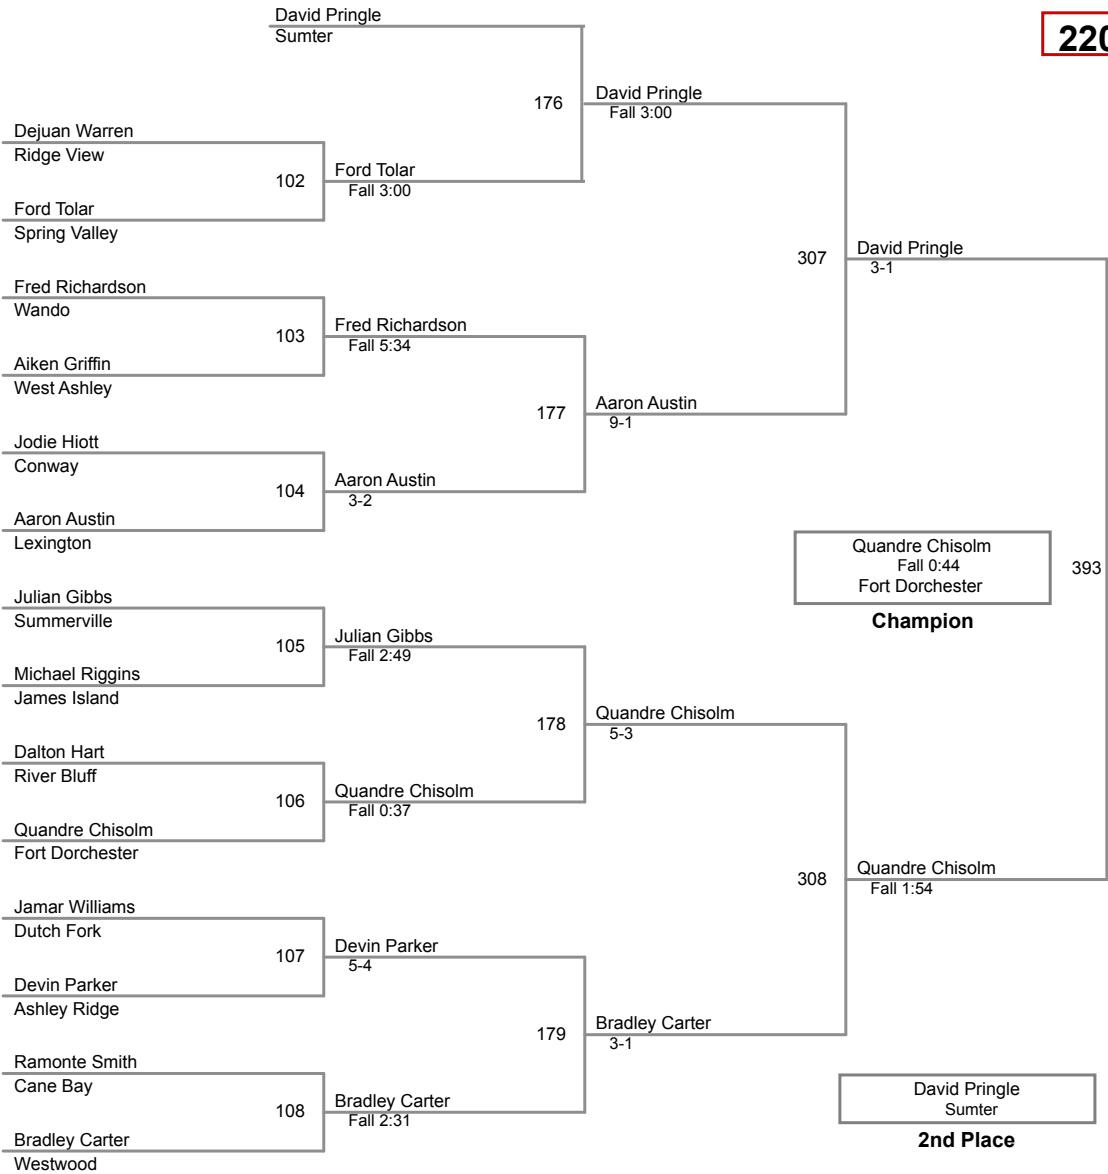 David Pringle
Sumter
220
176
David Pringle
Fall 3:00
Dejuan Warren
Ridge View
102
Ford Tolar
Fall 3:00
Ford Tolar
Spring Valley
307
David Pringle
3-1
Fred Richardson
Wando
103
Fred Richardson
Fall 5:34
Aiken Griffin
West Ashley
177
Aaron Austin
9-1
Jodie Hiott
Conway
104
Aaron Austin
3-2
Aaron Austin
Lexington
Quandre Chisolm
Fall 0:44
Fort Dorchester
393
Champion
Julian Gibbs
Summerville
105
Julian Gibbs
Fall 2:49
Michael Riggins
James Island
178
Quandre Chisolm
5-3
Dalton Hart
River Bluff
106
Quandre Chisolm
Fall 0:37
Quandre Chisolm
Fort Dorchester
308
Quandre Chisolm
Fall 1:54
Jamar Williams
Dutch Fork
107
Devin Parker
5-4
Devin Parker
Ashley Ridge
179
Bradley Carter
3-1
Ramonte Smith
Cane Bay
108
Bradley Carter
Fall 2:31
Bradley Carter
Westwood
David Pringle
Sumter
2nd Place